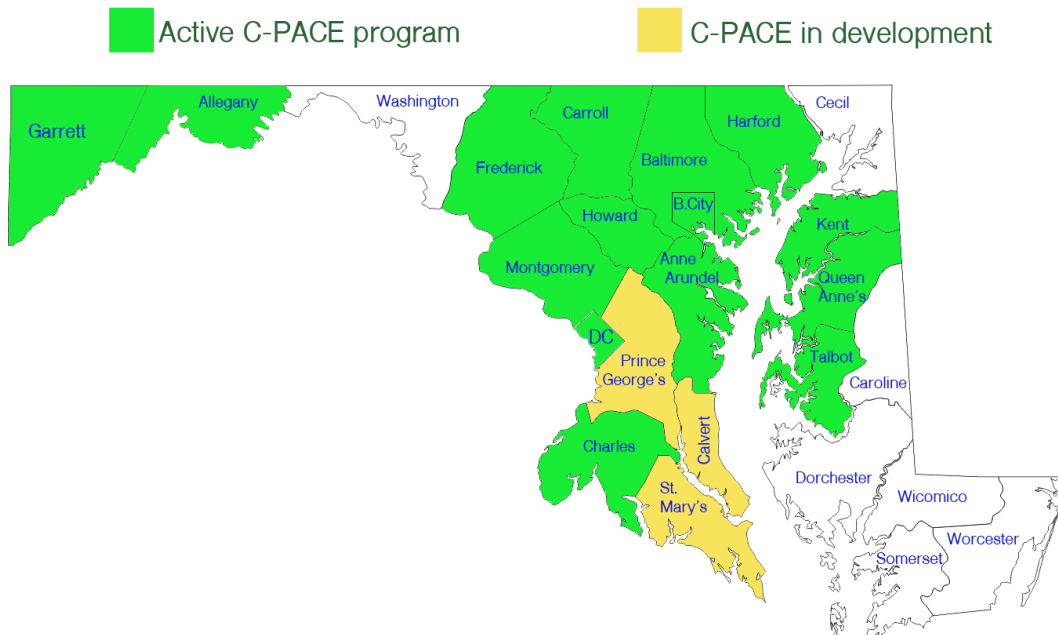 Active C-PACE program
C-PACE in development
Garrett
Allegany
Washington
Frederick
Carroll
Baltimore
Harford
Cecil
B.City
Howard
Montgomery
Anne
Arundel
Kent
Queen
Anne's
DC
Prince
George's
Talbot
Caroline
Charles
Calvert
St.
Mary's
Dorchester
Wicomico
Worcester
Somerset